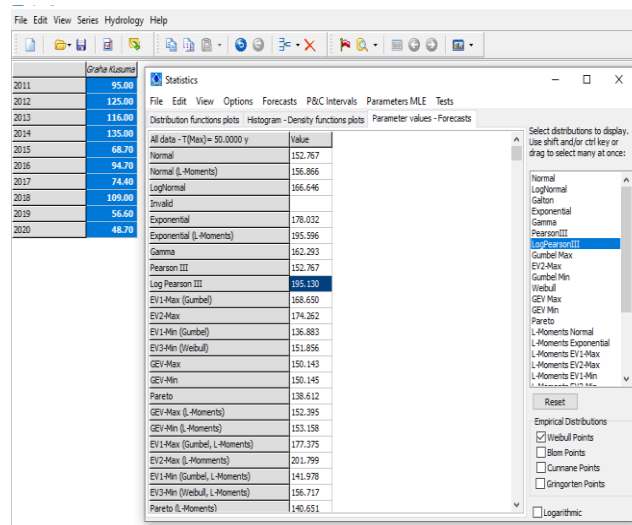 File Edit View Series Hydrology Help
Graha Kusuma
2011 95.00
2012 125.00
2013 116.00
2014 135.00
2015 68.70
2016 94.70
2017 74.40
2018 109.00
2019 56.60
2020 48.70
Statistics
File Edit View Options Forecasts P&C Intervals Parameters MLE Tests
Distribution functions plots Histogram - Density functions plots Parameter values - Forecasts
All data - T(Max)= 50.0000 y Value
Normal 152.767
Normal (L-Moments) 156.866
LogNormal 166.646
Invalid
Exponential 178.032
Exponential (L-Moments) 195.596
Gamma 162.293
Pearson III 152.767
Log Pearson III 195.130
EV1-Max (Gumbel) 168.650
EV2-Max 174.262
EV1-Min (Gumbel) 136.883
EV3-Min (Weibull) 151.856
GEV-Max 150.143
GEV-Min 150.145
Pareto 138.612
GEV-Max (L-Moments) 152.395
GEV-Min (L-Moments) 153.158
EV1-Max (Gumbel, L-Moments) 177.375
EV2-Max (L-Momments) 201.799
EV1-Min (Gumbel, L-Moments) 141.978
EV3-Min (Weibull, L-Moments) 156.717
Pareto (L-Moments) 140.651
Select distributions to display.
Use shift and/or ctrl key or
drag to select many at once:
Normal
LogNormal
Galton
Exponential
Gamma
PearsonIII
LogPearsonIII
Gumbel Max
EV2-Max
Gumbel Min
Weibull
GEV Max
GEV Min
Pareto
L-Moments Normal
L-Moments Exponential
L-Moments EV1-Max
L-Moments EV2-Max
L-Moments EV1-Min
Reset
Empirical Distributions
Weibull Points
Blom Points
Cunnane Points
Gringorten Points
Logarithmic